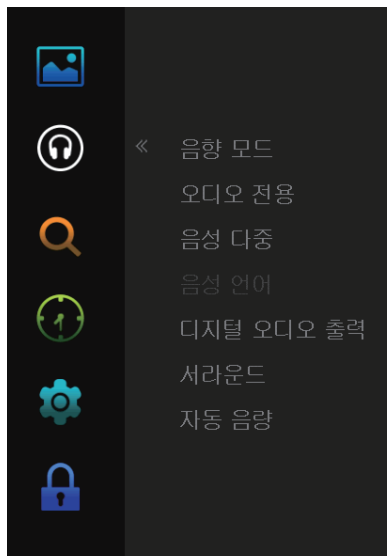 음향 모드
오디오 전용
음성 다중
음성 언어
디지털 오디오 출력
서라운드
자동 음량